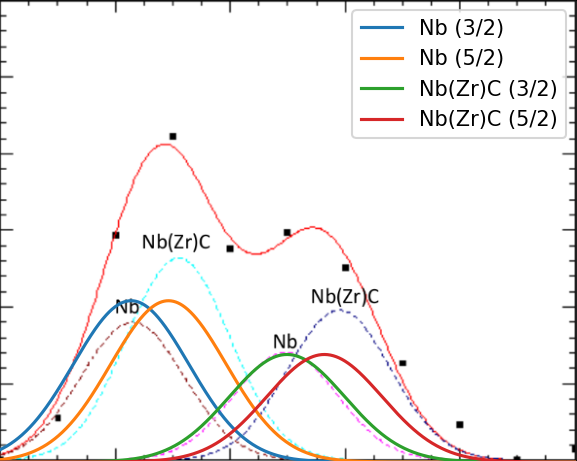 Nb (3/2)
Nb (5/2)
Nb(Zr)C (3/2)
Nb(Zr)C (5/2)
Nb(Zr)C
Nb
Nb(Zr)C
Nb